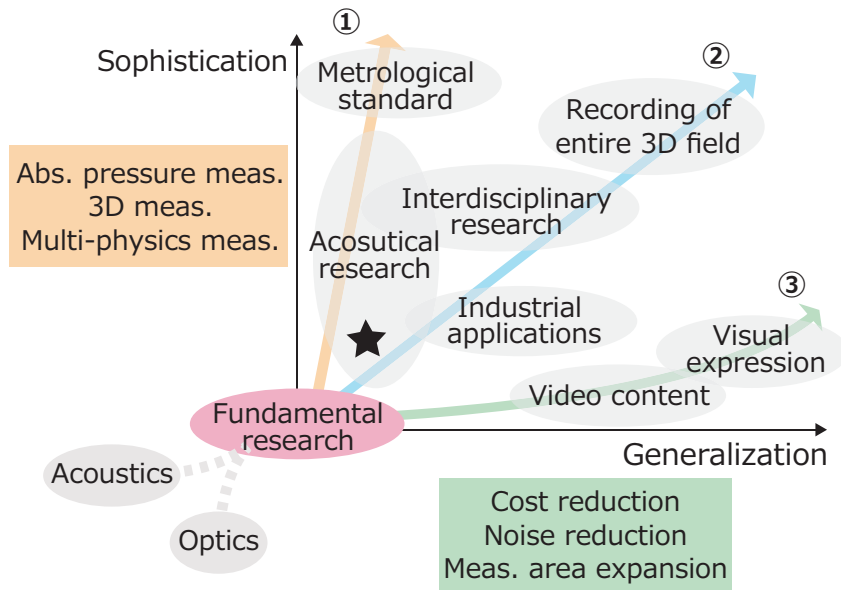 ①
Sophistication
Metrological
standard
②
Recording of
entire 3D field
Abs. pressure meas.
3D meas.
Multi-physics meas.
Interdisciplinary
research
Acosutical
research
③
Industrial
applications
Visual
expression
Video content
Fundamental
research
Generalization
Acoustics
Optics
Cost reduction
Noise reduction
Meas. area expansion